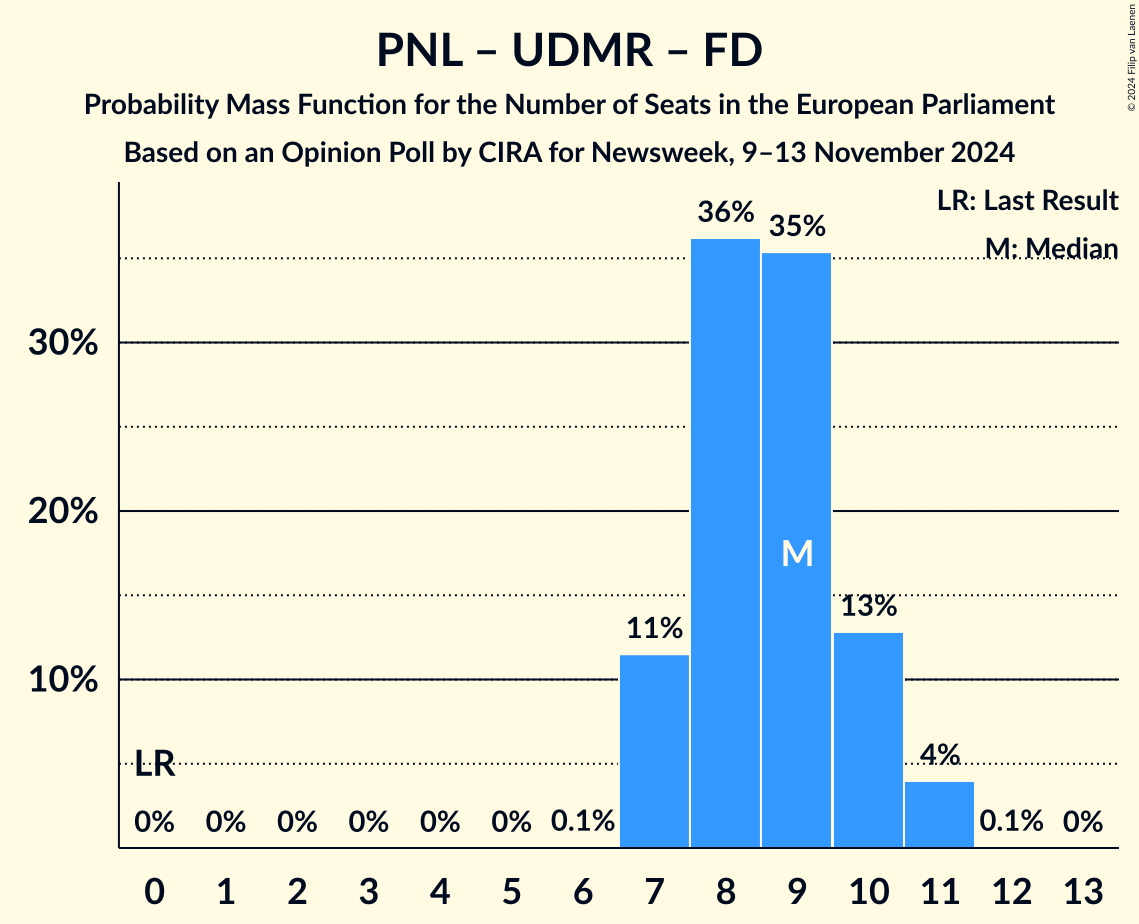 PNL – UDMR – FD
Probability Mass Function for the Number of Seats in the European Parliament
Based on an Opinion Poll by CIRA for Newsweek, 9–13 November 2024
© 2024 Filip van Laenen
LR: Last Result
M: Median
36%
35%
30%
20%
M
13%
11%
10%
LR
4%
0% 0% 0% 0% 0% 0% 0.1% 0.1% 0%
0 1 2 3 4 5 6 7 8 9 10 11 12 13